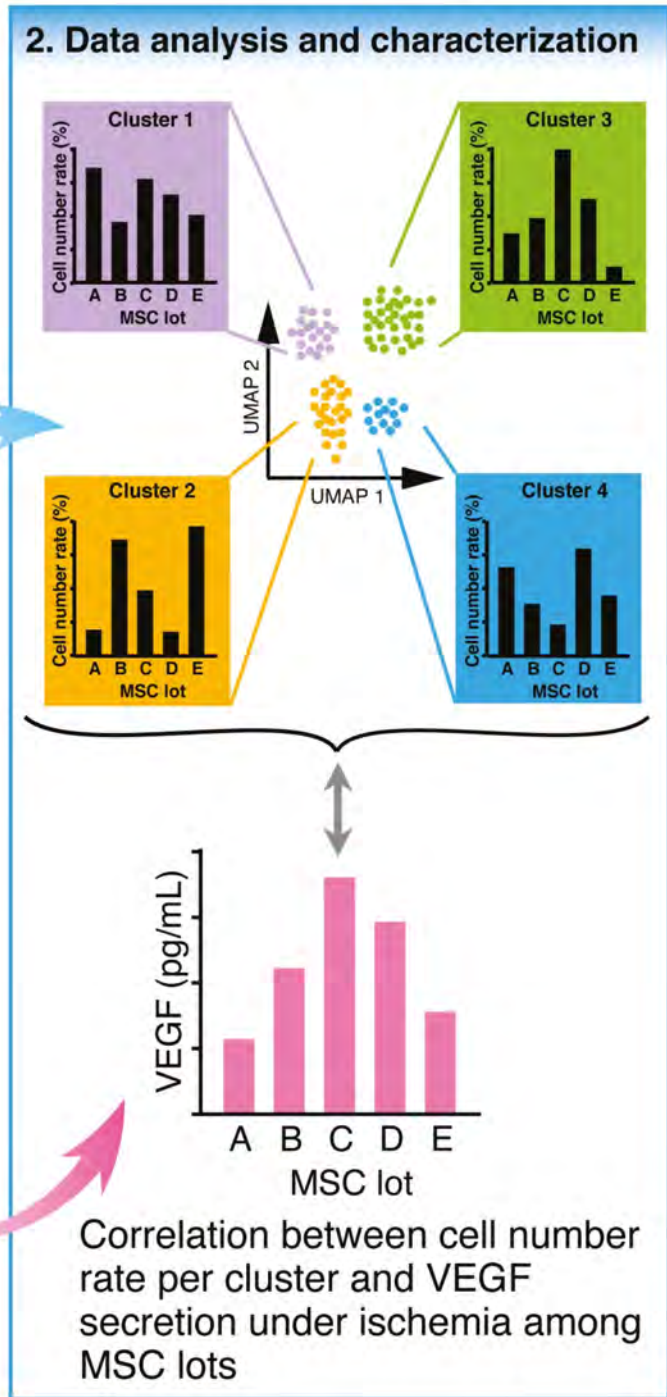 2. Data analysis and characterization
Cluster 1
Cell number rate (%)
A B C D E
MSC lot
Cluster 3
Cell number rate (%)
A B C D E
MSC lot
UMAP 2
UMAP 1
Cluster 2
Cell number rate (%)
A B C D E
MSC lot
Cluster 4
Cell number rate (%)
A B C D E
MSC lot
VEGF (pg/mL)
A B C D E
MSC lot
Correlation between cell number
rate per cluster and VEGF
secretion under ischemia among
MSC lots